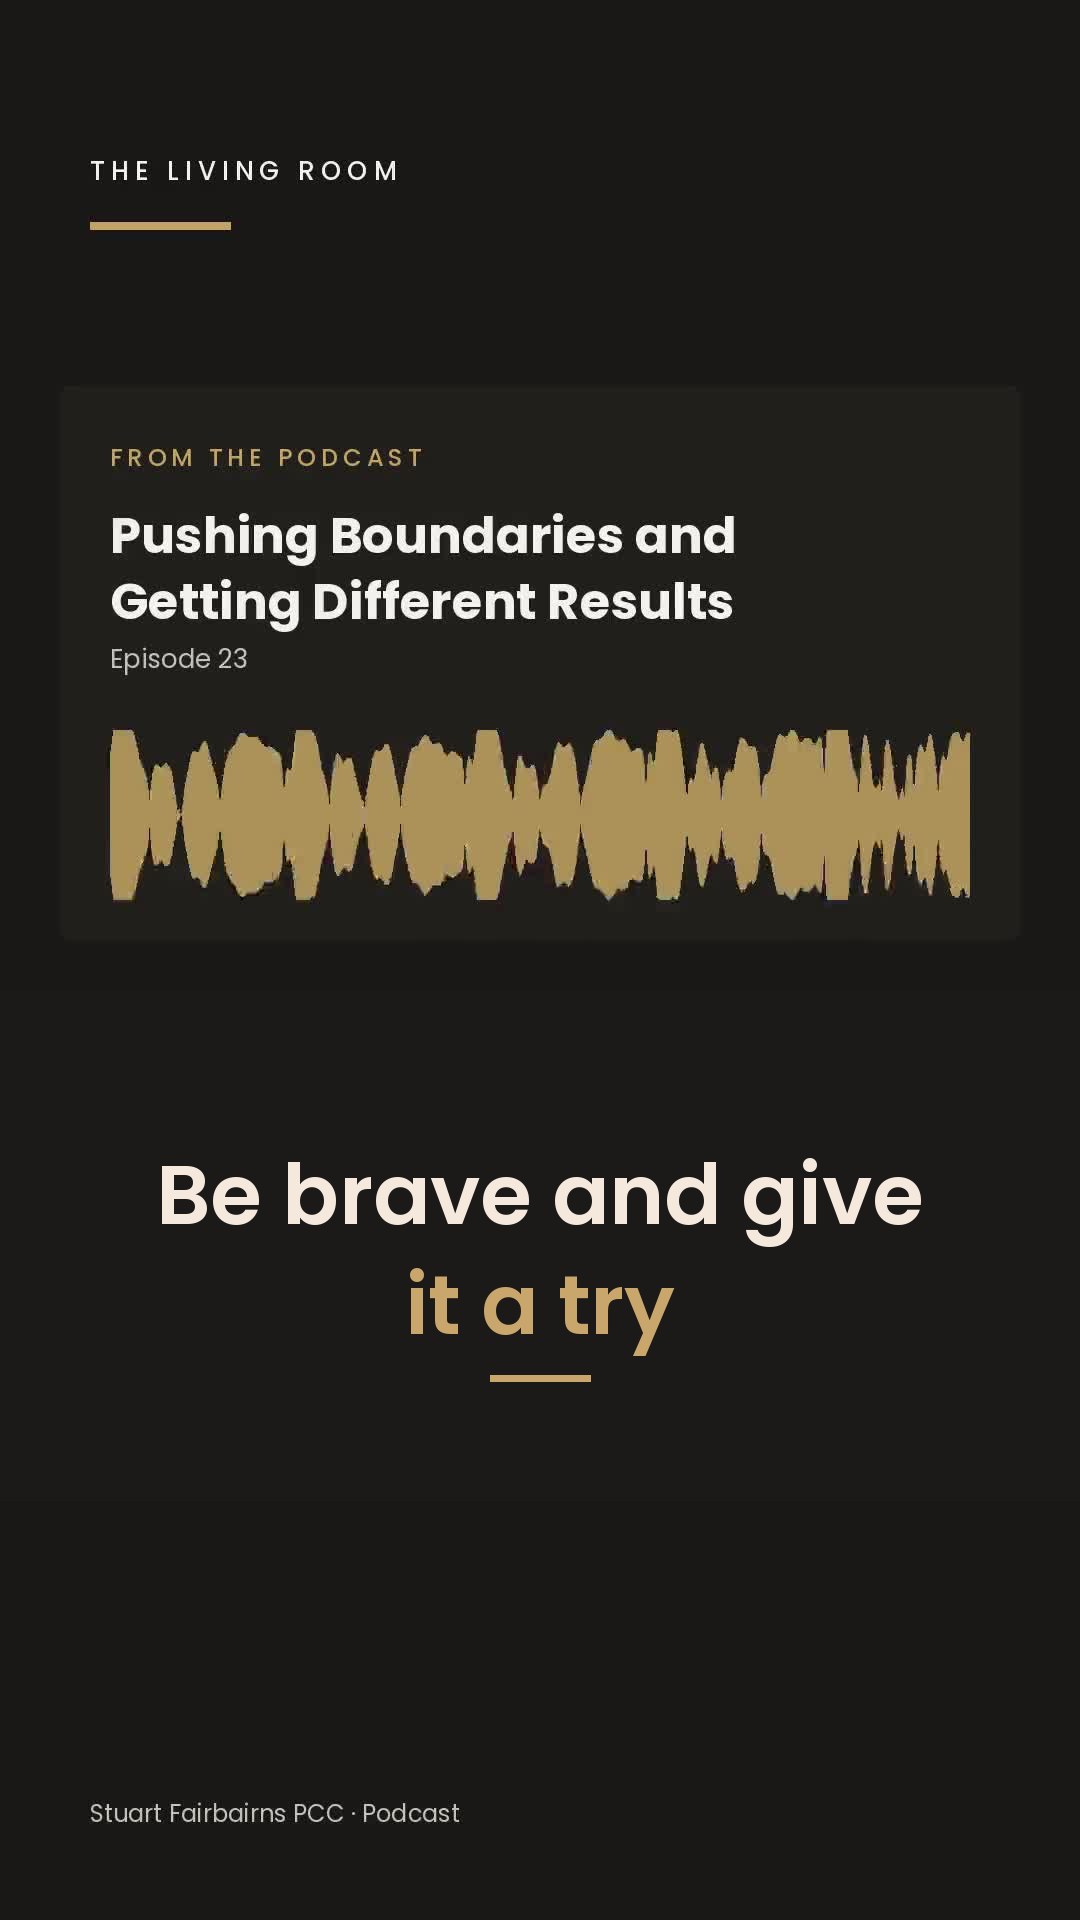 THE LIVING ROOM
FROM THE PODCAST
Pushing Boundaries and
Getting Different Results
Episode 23
Be brave and give
it a try
Stuart Fairbairns PCC · Podcast